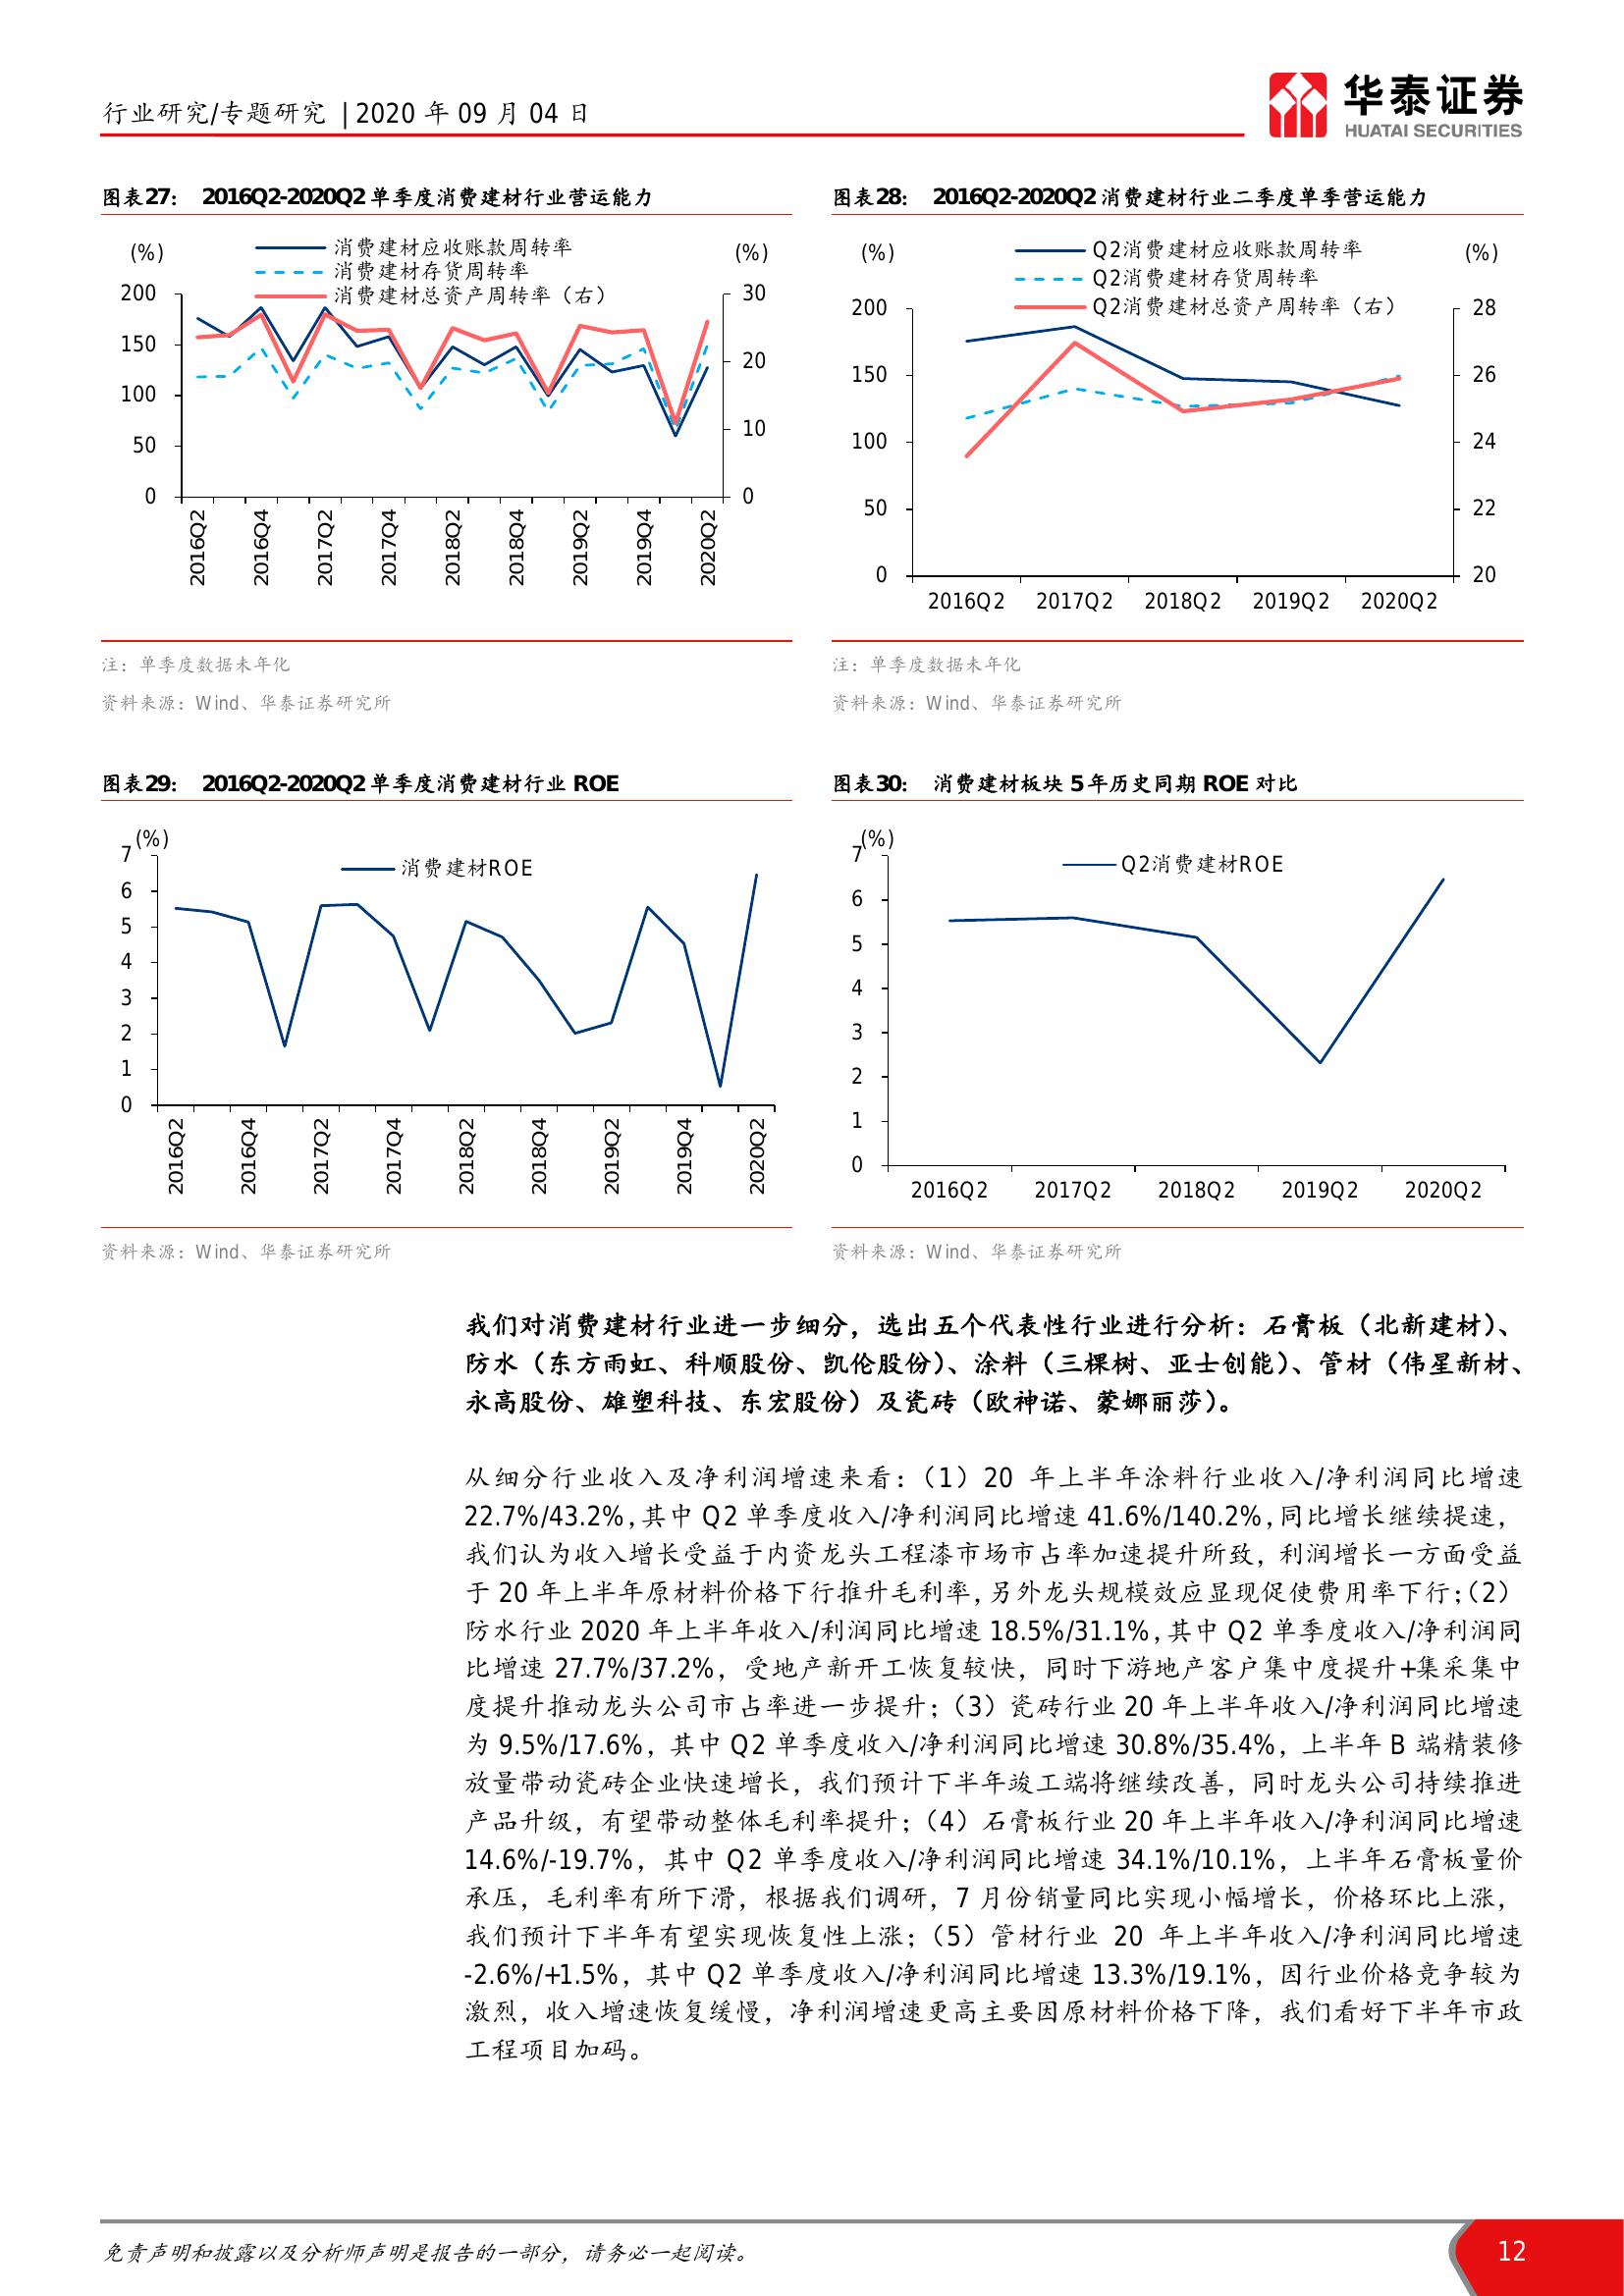 行业研究/专题研究 | 2020 年 09 月 04 日
华泰证券
HUATAI SECURITIES
图表27： 2016Q2-2020Q2 单季度消费建材行业营运能力
(%)
(%)
消费建材应收账款周转率
消费建材存货周转率
消费建材总资产周转率（右）
200
150
100
50
0
30
20
10
0
2016Q2
2016Q4
2017Q2
2017Q4
2018Q2
2018Q4
2019Q2
2019Q4
2020Q2
注：单季度数据未年化
资料来源：Wind、华泰证券研究所
图表28： 2016Q2-2020Q2 消费建材行业二季度单季营运能力
(%)
(%)
Q2消费建材应收账款周转率
Q2消费建材存货周转率
Q2消费建材总资产周转率（右）
200
150
100
50
0
28
26
24
22
20
2016Q2 2017Q2 2018Q2 2019Q2 2020Q2
注：单季度数据未年化
资料来源：Wind、华泰证券研究所
图表29： 2016Q2-2020Q2 单季度消费建材行业 ROE
(%)
消费建材ROE
7
6
5
4
3
2
1
0
2016Q2
2016Q4
2017Q2
2017Q4
2018Q2
2018Q4
2019Q2
2019Q4
2020Q2
资料来源：Wind、华泰证券研究所
图表30： 消费建材板块 5 年历史同期 ROE 对比
(%)
Q2消费建材ROE
7
6
5
4
3
2
1
0
2016Q2 2017Q2 2018Q2 2019Q2 2020Q2
资料来源：Wind、华泰证券研究所
我们对消费建材行业进一步细分，选出五个代表性行业进行分析：石膏板（北新建材）、
防水（东方雨虹、科顺股份、凯伦股份）、涂料（三棵树、亚士创能）、管材（伟星新材、
永高股份、雄塑科技、东宏股份）及瓷砖（欧神诺、蒙娜丽莎）。
从细分行业收入及净利润增速来看：（1）20 年上半年涂料行业收入/净利润同比增速
22.7%/43.2%，其中 Q2 单季度收入/净利润同比增速 41.6%/140.2%，同比增长继续提速，
我们认为收入增长受益于内资龙头工程漆市场市占率加速提升所致，利润增长一方面受益
于 20 年上半年原材料价格下行推升毛利率，另外龙头规模效应显现促使费用率下行；（2）
防水行业 2020 年上半年收入/利润同比增速 18.5%/31.1%，其中 Q2 单季度收入/净利润同
比增速 27.7%/37.2%，受地产新开工恢复较快，同时下游地产客户集中度提升+集采集中
度提升推动龙头公司市占率进一步提升；（3）瓷砖行业 20 年上半年收入/净利润同比增速
为 9.5%/17.6%，其中 Q2 单季度收入/净利润同比增速 30.8%/35.4%，上半年 B 端精装修
放量带动瓷砖企业快速增长，我们预计下半年竣工端将继续改善，同时龙头公司持续推进
产品升级，有望带动整体毛利率提升；（4）石膏板行业 20 年上半年收入/净利润同比增速
14.6%/-19.7%，其中 Q2 单季度收入/净利润同比增速 34.1%/10.1%，上半年石膏板量价
承压，毛利率有所下滑，根据我们调研，7 月份销量同比实现小幅增长，价格环比上涨，
我们预计下半年有望实现恢复性上涨；（5）管材行业 20 年上半年收入/净利润同比增速
-2.6%/+1.5%，其中 Q2 单季度收入/净利润同比增速 13.3%/19.1%，因行业价格竞争较为
激烈，收入增速恢复缓慢，净利润增速更高主要因原材料价格下降，我们看好下半年市政
工程项目加码。
免责声明和披露以及分析师声明是报告的一部分，请务必一起阅读。
12